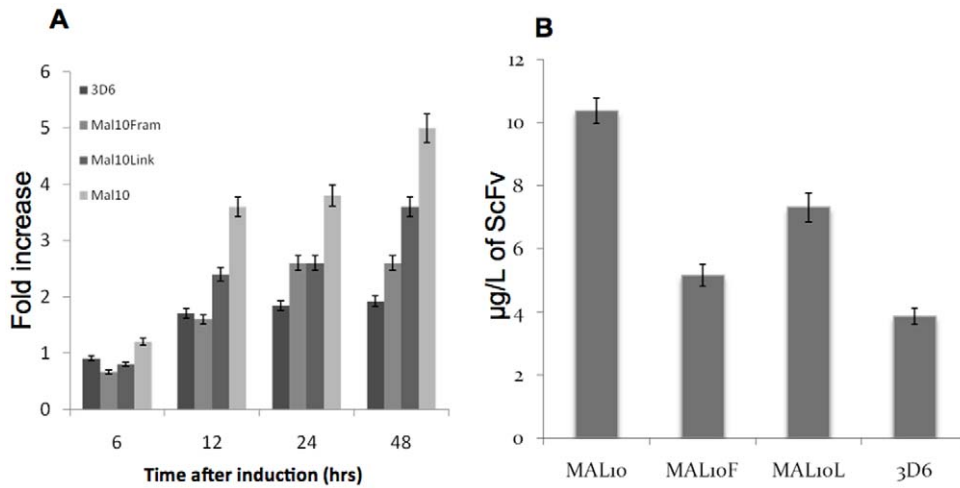 A
6
5
4
3
2
1
0
Fold increase
3D6
Mal10Fram
Mal10Link
Mal10
6 12 24 48
Time after induction (hrs)
B
12
10
8
6
4
2
0
µg/L of ScFv
MAL10 MAL10F MAL10L 3D6